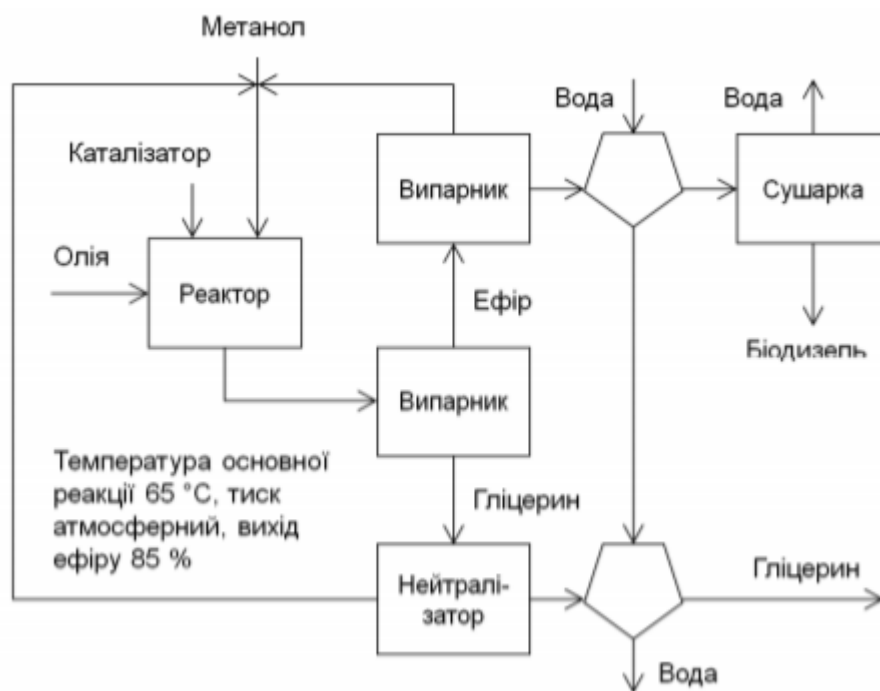 Метанол
Вода
Вода
Каталізатор
Випарник
Сушарка
Олія
Реактор
Ефір
Біодизель
Випарник
Температура основної
реакції 65 °C, тиск
атмосферний, вихід
ефіру 85 %
Гліцерин
Нейтралі-
затор
Гліцерин
Вода